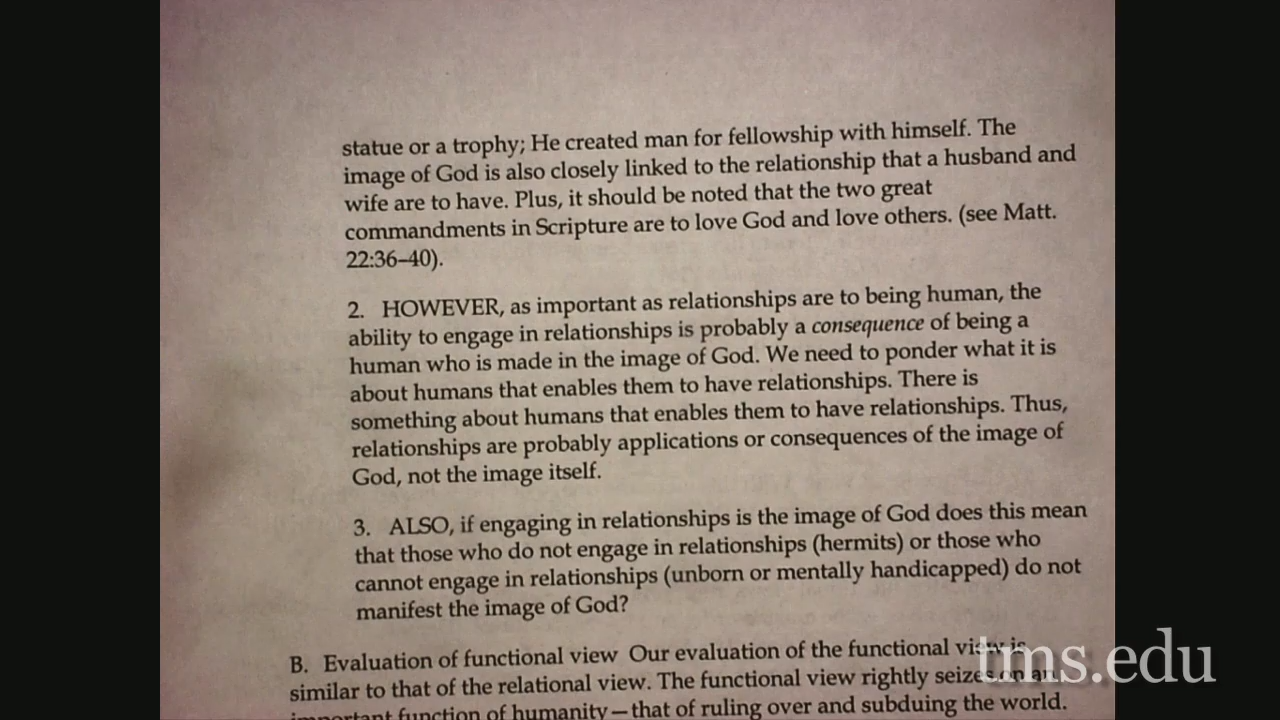 statue or a trophy; He created man for fellowship with himself. The
image of God is also closely linked to the relationship that a husband and
wife are to have. Plus, it should be noted that the two great
commandments in Scripture are to love God and love others. (see Matt.
22:36–40).
2. HOWEVER, as important as relationships are to being human, the
ability to engage in relationships is probably a consequence of being a
human who is made in the image of God. We need to ponder what it is
about humans that enables them to have relationships. There is
something about humans that enables them to have relationships. Thus,
relationships are probably applications or consequences of the image of
God, not the image itself.
3. ALSO, if engaging in relationships is the image of God does this mean
that those who do not engage in relationships (hermits) or those who
cannot engage in relationships (unborn or mentally handicapped) do not
manifest the image of God?
B. Evaluation of functional view Our evaluation of the functional view is
similar to that of the relational view. The functional view rightly seizes on an
important function of humanity—that of ruling over and subduing the world.
tms.edu